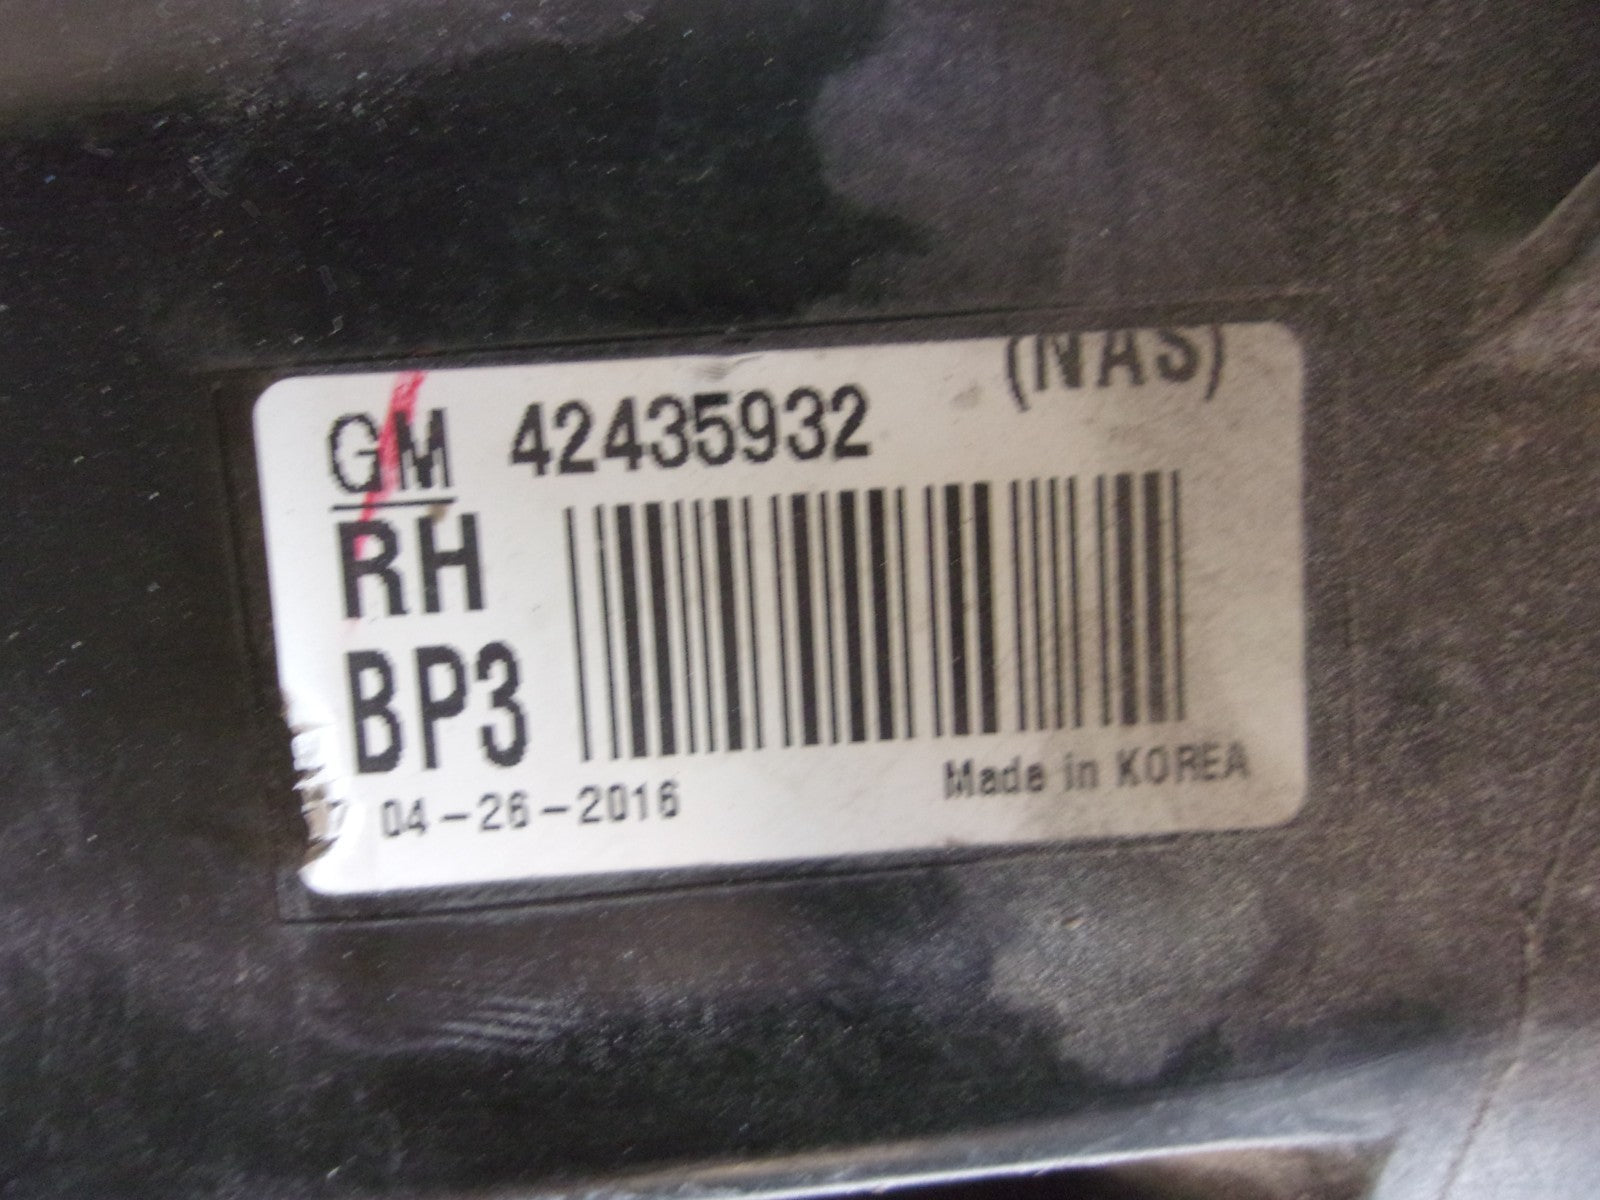 (NAS)
GM 42435932
RH
BP3
04-26-2016
Made in KOREA